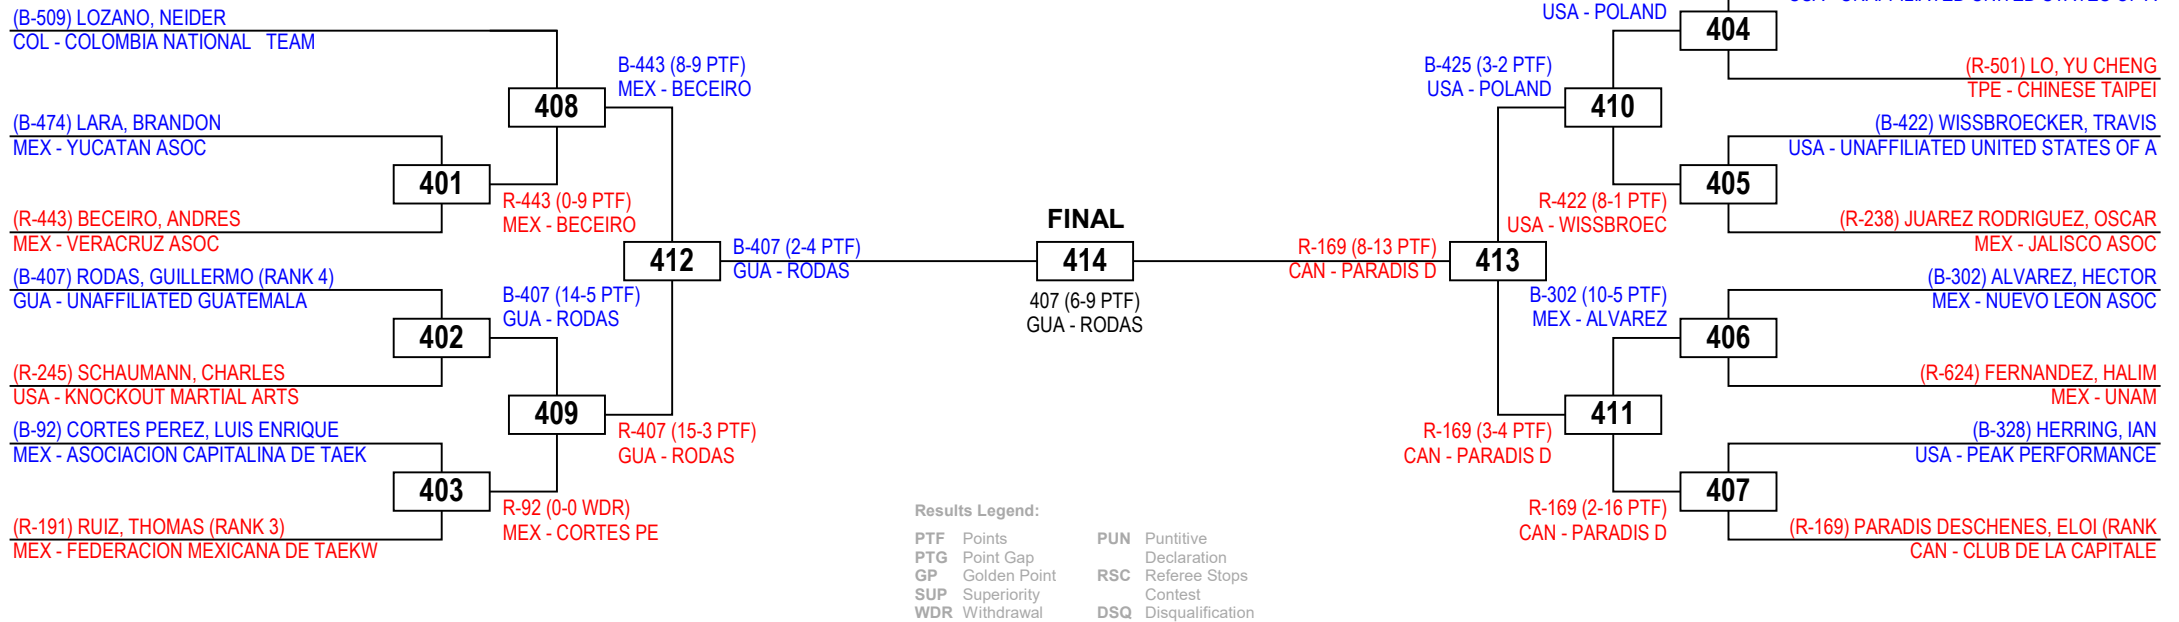 (B-509) LOZANO, NEIDER
COL - COLOMBIA NATIONAL TEAM
(B-474) LARA, BRANDON
MEX - YUCATAN ASOC
(R-443) BECEIRO, ANDRES
MEX - VERACRUZ ASOC
(B-407) RODAS, GUILLERMO (RANK 4)
GUA - UNAFFILIATED GUATEMALA
(R-245) SCHAUMANN, CHARLES
USA - KNOCKOUT MARTIAL ARTS
(B-92) CORTES PEREZ, LUIS ENRIQUE
MEX - ASOCIACION CAPITALINA DE TAEK
(R-191) RUIZ, THOMAS (RANK 3)
MEX - FEDERACION MEXICANA DE TAEKW
401
402
403
R-443 (0-9 PTF)
MEX - BECEIRO
B-407 (14-5 PTF)
GUA - RODAS
R-92 (0-0 WDR)
MEX - CORTES PE
408
409
B-443 (8-9 PTF)
MEX - BECEIRO
R-407 (15-3 PTF)
GUA - RODAS
412
B-407 (2-4 PTF)
GUA - RODAS
FINAL
414
407 (6-9 PTF)
GUA - RODAS
R-169 (8-13 PTF)
CAN - PARADIS D
413
B-425 (3-2 PTF)
USA - POLAND
R-169 (3-4 PTF)
CAN - PARADIS D
410
411
USA - POLAND
R-422 (8-1 PTF)
USA - WISSBROEC
B-302 (10-5 PTF)
MEX - ALVAREZ
R-169 (2-16 PTF)
CAN - PARADIS D
404
405
406
407
(R-501) LO, YU CHENG
TPE - CHINESE TAIPEI
(B-422) WISSBROECKER, TRAVIS
USA - UNAFFILIATED UNITED STATES OF A
(R-238) JUAREZ RODRIGUEZ, OSCAR
MEX - JALISCO ASOC
(B-302) ALVAREZ, HECTOR
MEX - NUEVO LEON ASOC
(R-624) FERNANDEZ, HALIM
MEX - UNAM
(B-328) HERRING, IAN
USA - PEAK PERFORMANCE
(R-169) PARADIS DESCHENES, ELOI (RANK
CAN - CLUB DE LA CAPITALE
Results Legend:
PTF Points
PTG Point Gap
GP Golden Point
SUP Superiority
WDR Withdrawal
PUN Puntitive
Declaration
RSC Referee Stops
Contest
DSQ Disqualification